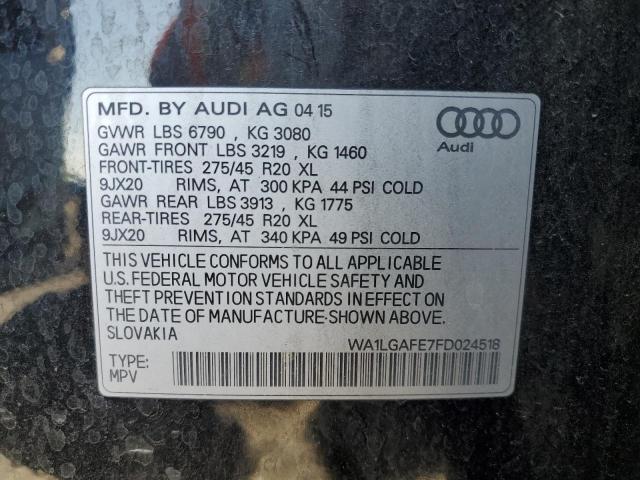 MFD. BY AUDI AG 04 15
GVWR LBS 6790 , KG 3080
GAWR FRONT LBS 3219 , KG 1460
FRONT-TIRES 275/45 R20 XL
9JX20 RIMS, AT 300 KPA 44 PSI COLD
GAWR REAR LBS 3913 , KG 1775
REAR-TIRES 275/45 R20 XL
9JX20 RIMS, AT 340 KPA 49 PSI COLD
Audi
THIS VEHICLE CONFORMS TO ALL APPLICABLE
U.S. FEDERAL MOTOR VEHICLE SAFETY AND
THEFT PREVENTION STANDARDS IN EFFECT ON
THE DATE OF MANUFACTURE-SHOWN ABOVE.
SLOVAKIA
WA1LGAFE7FD024518
TYPE:
MPV